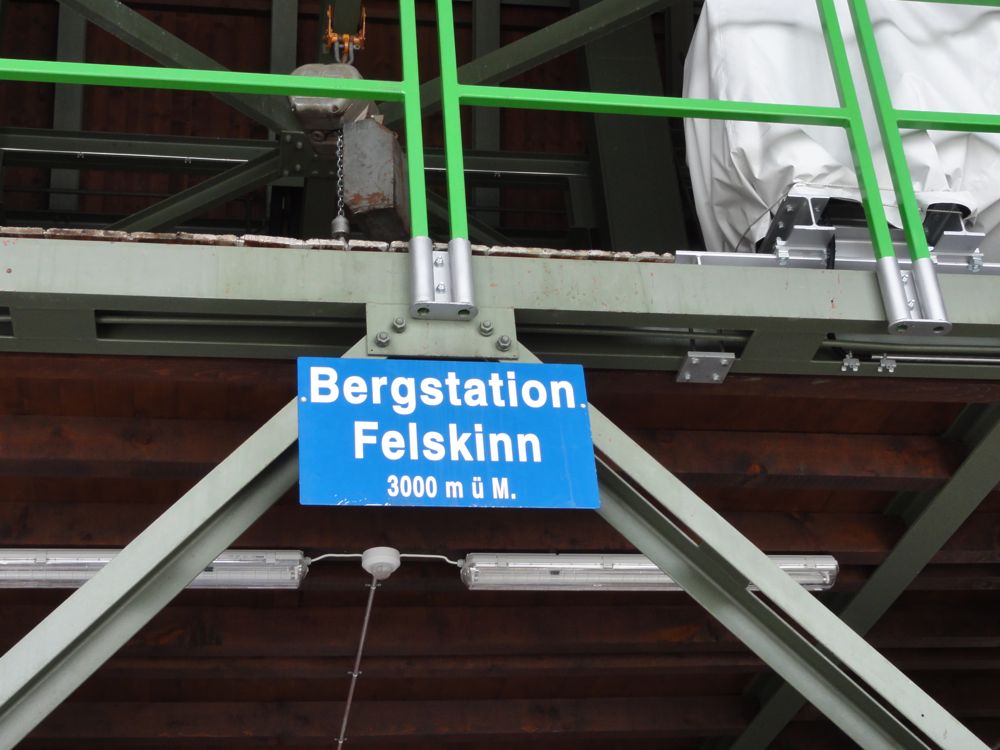 Bergstation
Felskinn
3000 m ü M.